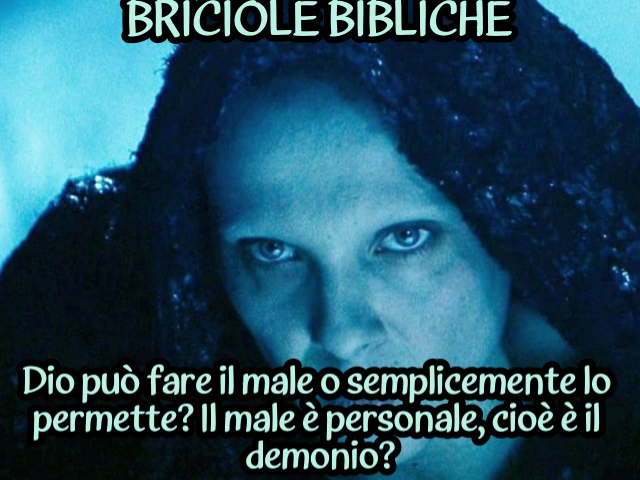 BRICIOLE BIBLICHE
Dio può fare il male o semplicemente lo
permette? Il male è personale, cioè è il
demonio?